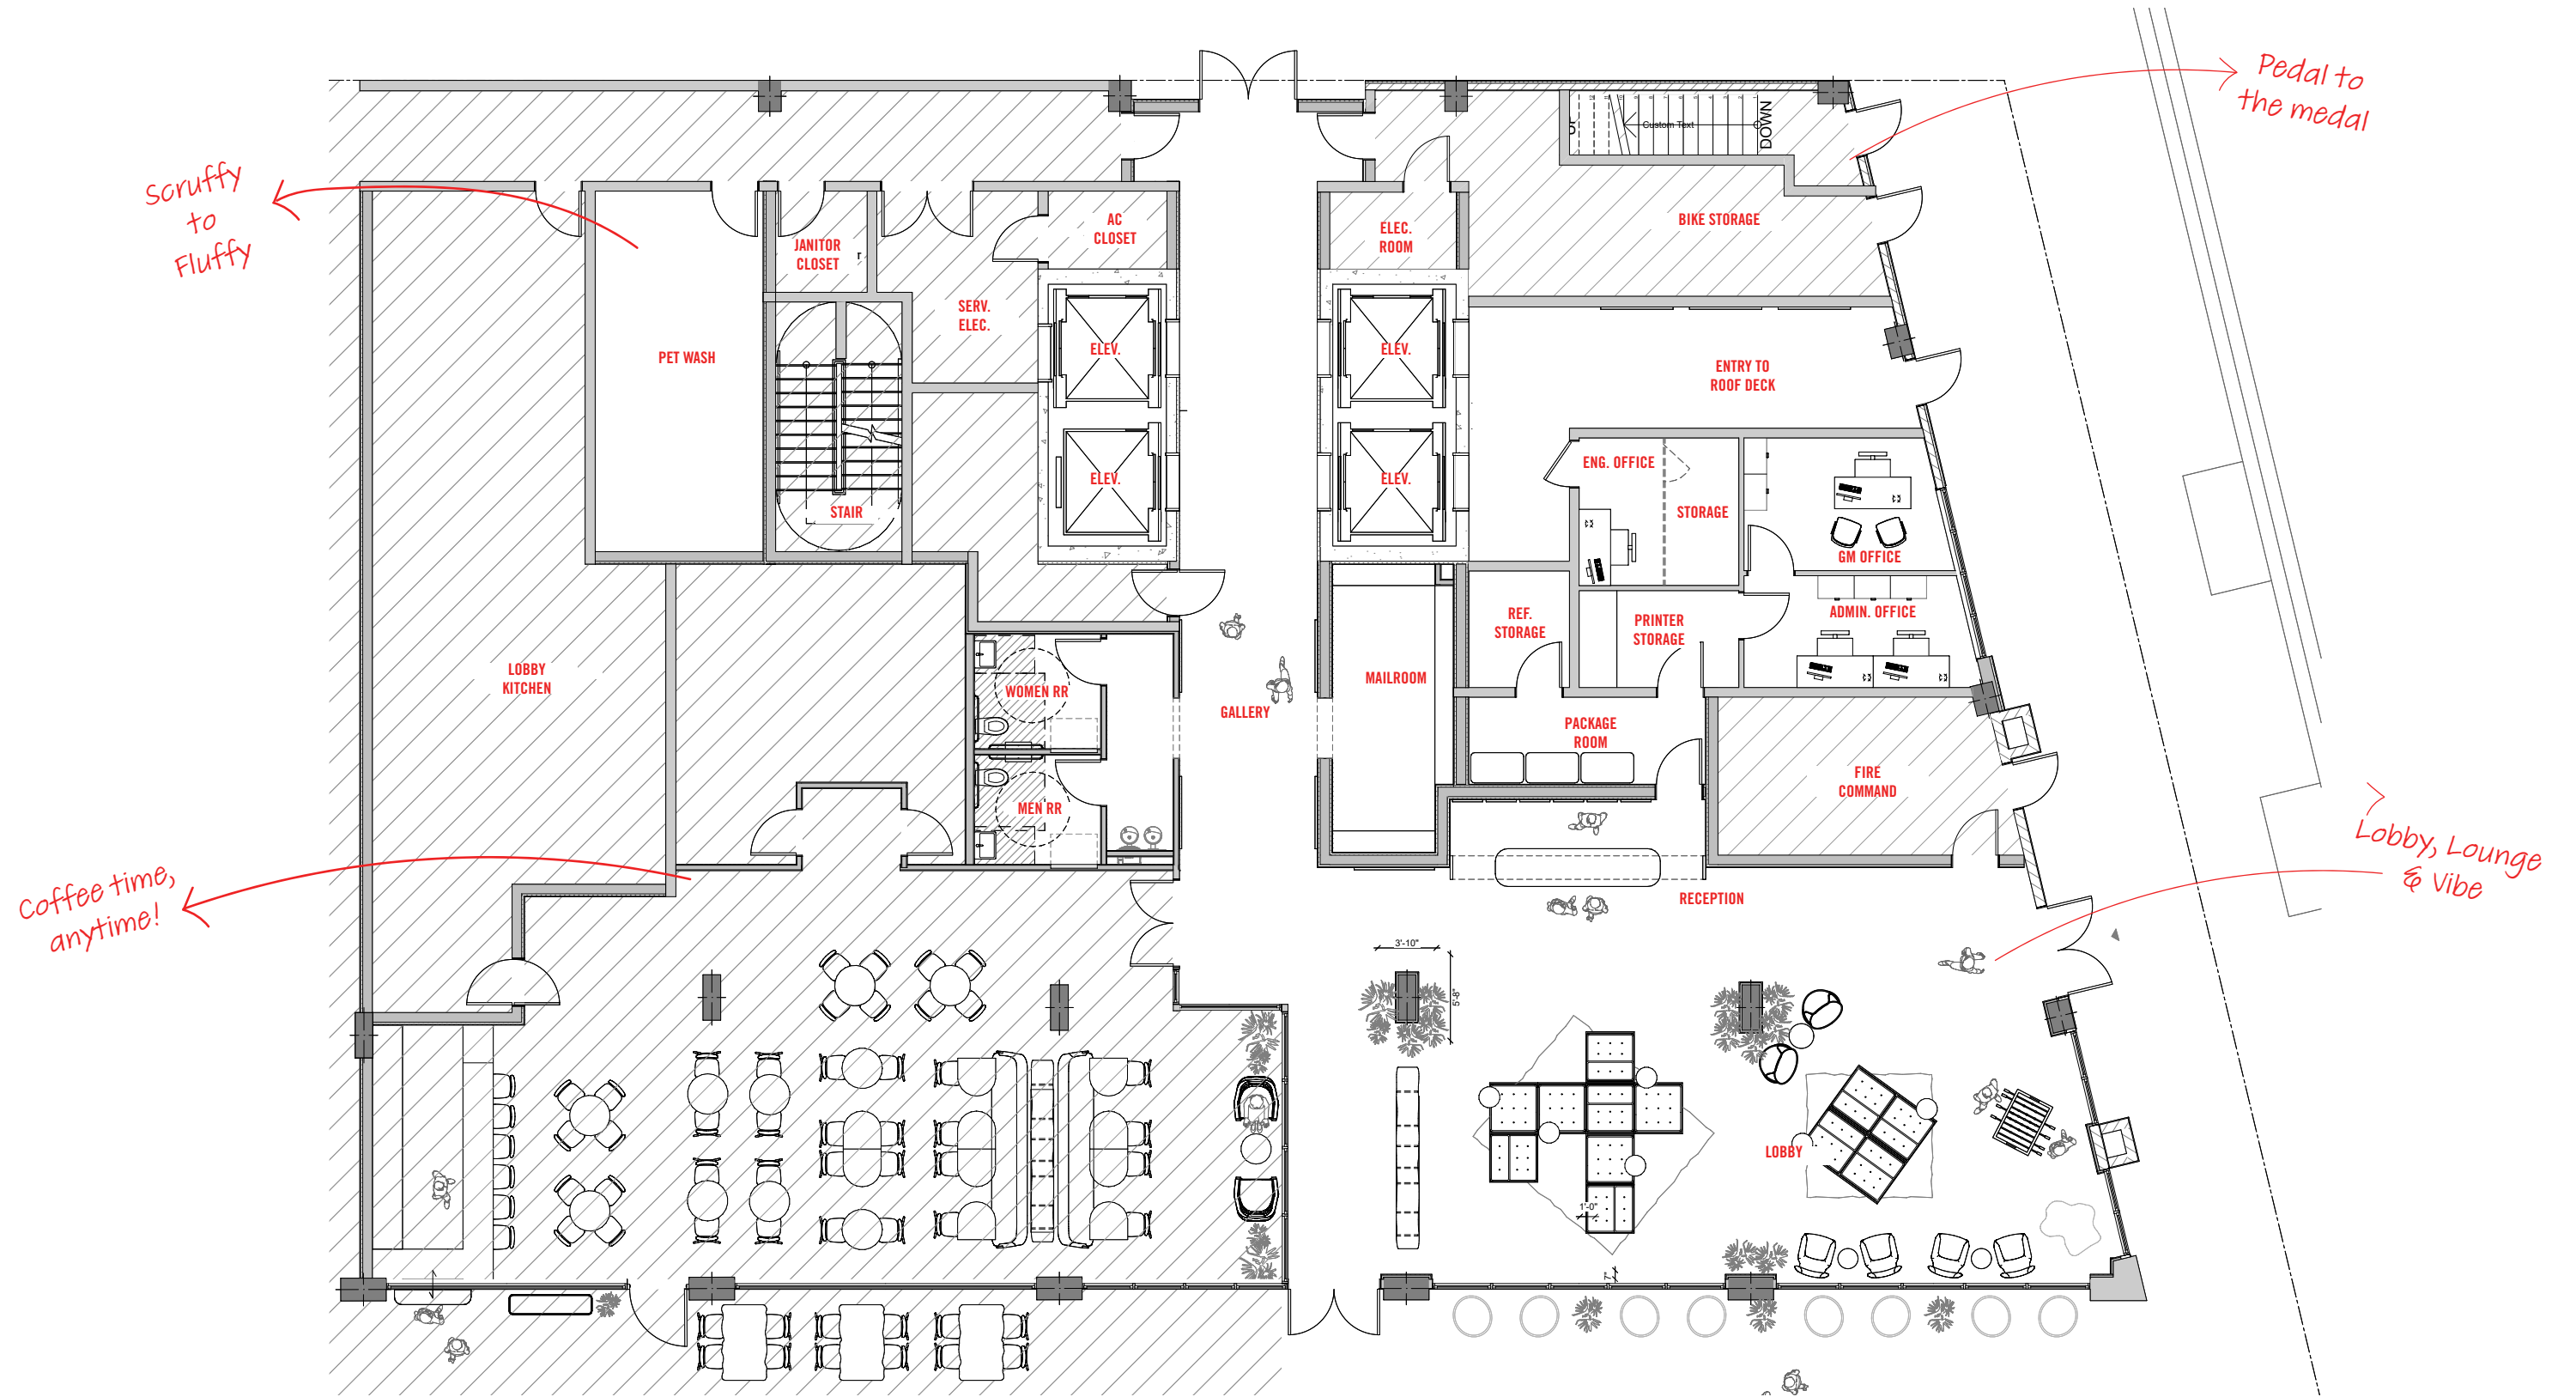 Pedal to
the medal
DOWN
Custom Text
Scruffy
to
Fluffy
AC
CLOSET
BIKE STORAGE
JANITOR
CLOSET
r
ELEC.
ROOM
SERV.
ELEC.
ELEV.
ELEV.
PET WASH
ENTRY TO
ROOF DECK
ENG. OFFICE
ELEV.
ELEV.
STAIR
STORAGE
GM OFFICE
REF.
STORAGE
PRINTER
STORAGE
ADMIN. OFFICE
LOBBY
KITCHEN
WOMEN RR
MAILROOM
GALLERY
PACKAGE
ROOM
FIRE
COMMAND
MEN RR
Lobby, Lounge
& Vibe
Coffee time,
anytime!
RECEPTION
3'-10"
5'-8"
LOBBY
1'-0"
7"